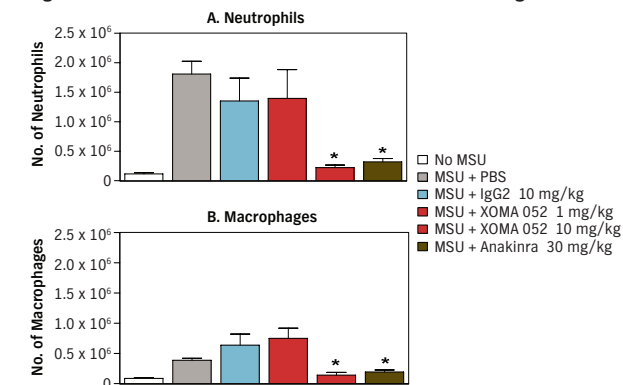 A. Neutrophils
No. of Neutrophils
2.5 x 10⁶
2.0 x 10⁶
1.5 x 10⁶
1.0 x 10⁶
0.5 x 10⁶
0
* *
No MSU
MSU + PBS
MSU + IgG2 10 mg/kg
MSU + XOMA 052 1 mg/kg
MSU + XOMA 052 10 mg/kg
MSU + Anakinra 30 mg/kg
B. Macrophages
No. of Macrophages
2.5 x 10⁶
2.0 x 10⁶
1.5 x 10⁶
1.0 x 10⁶
0.5 x 10⁶
0
* *